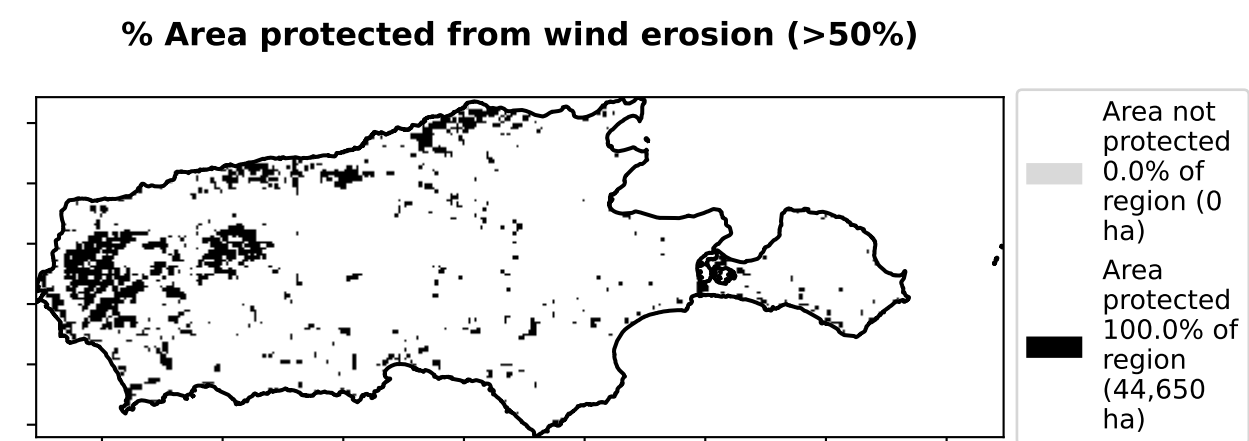 % Area protected from wind erosion (>50%)
Area not
protected
0.0% of
region (0
ha)
Area
protected
100.0% of
region
(44,650
ha)